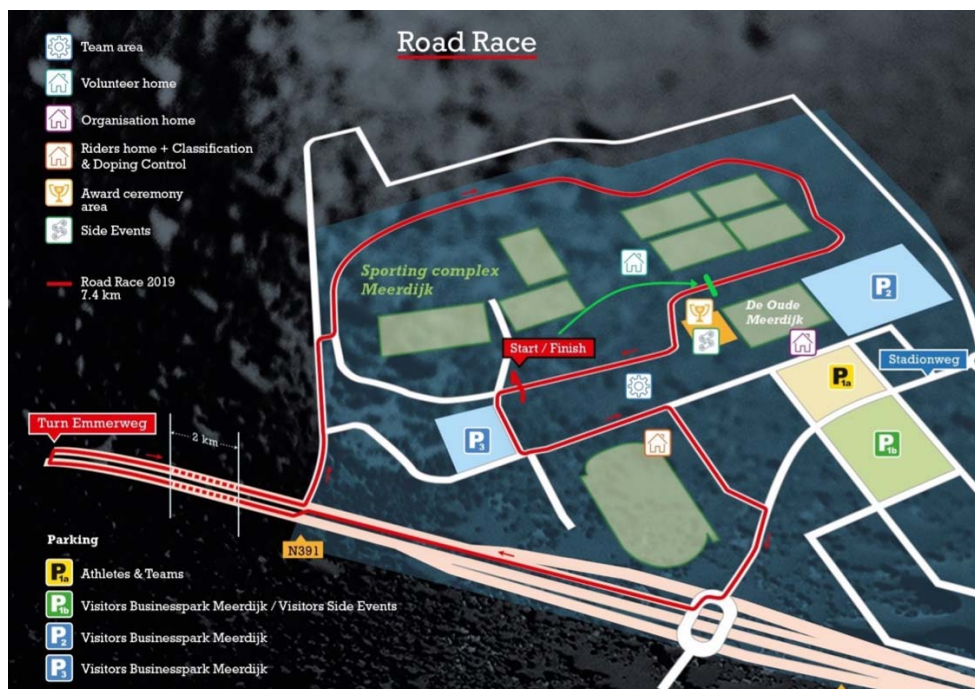 Road Race
Team area
Volunteer home
Organisation home
Riders home + Classification
& Doping Control
Award ceremony
area
Side Events
Road Race 2019
7.4 km
Sporting complex
Meerdijk
De Oude
Meerdijk
P2
Start / Finish
Stadionweg
P1a
Turn Emmerweg
2 km
P3
P1b
N391
Parking
P1a Athletes & Teams
P1b Visitors Businesspark Meerdijk / Visitors Side Events
P2 Visitors Businesspark Meerdijk
P3 Visitors Businesspark Meerdijk